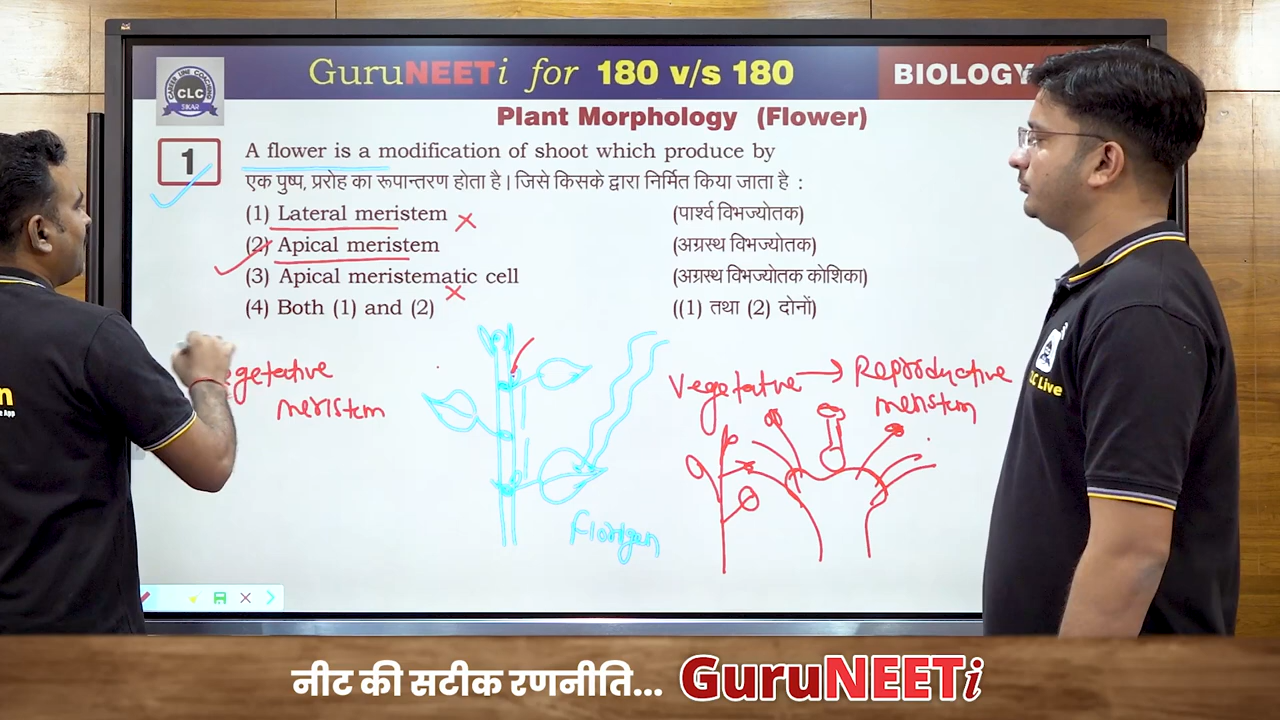 GuruNEETi for 180 v/s 180
BIOLOGY
CLC
SIKAR
Plant Morphology (Flower)
1
A flower is a modification of shoot which produce by
एक पुष्प, प्ररोह का रूपान्तरण होता है। जिसे किसके द्वारा निर्मित किया जाता है :
(1) Lateral meristem (पार्श्व विभज्योतक)
(2) Apical meristem (अग्रस्थ विभज्योतक)
(3) Apical meristematic cell (अग्रस्थ विभज्योतक कोशिका)
(4) Both (1) and (2) ((1) तथा (2) दोनों)
egetative
meristem
Vegetative → Reproductive
meristem
Florigen
C Live
नीट की सटीक रणनीति... GuruNEETi